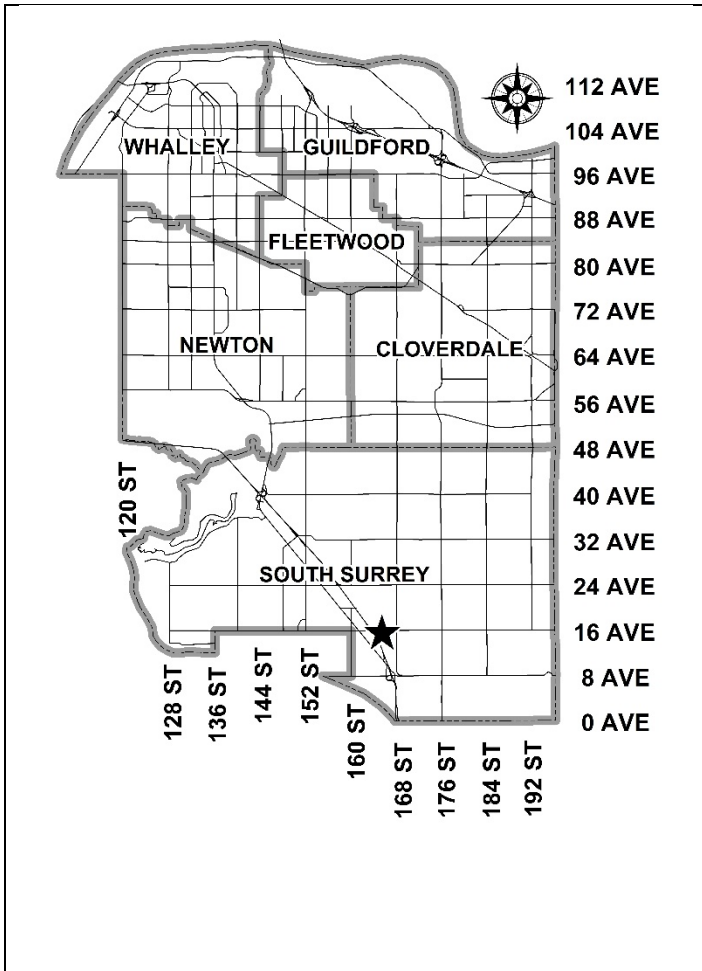 112 AVE
104 AVE
WHALLEY
GUILDFORD
96 AVE
88 AVE
FLEETWOOD
80 AVE
72 AVE
NEWTON
CLOVERDALE
64 AVE
56 AVE
48 AVE
120 ST
40 AVE
32 AVE
SOUTH SURREY
24 AVE
16 AVE
8 AVE
0 AVE
128 ST
136 ST
144 ST
152 ST
160 ST
168 ST
176 ST
184 ST
192 ST